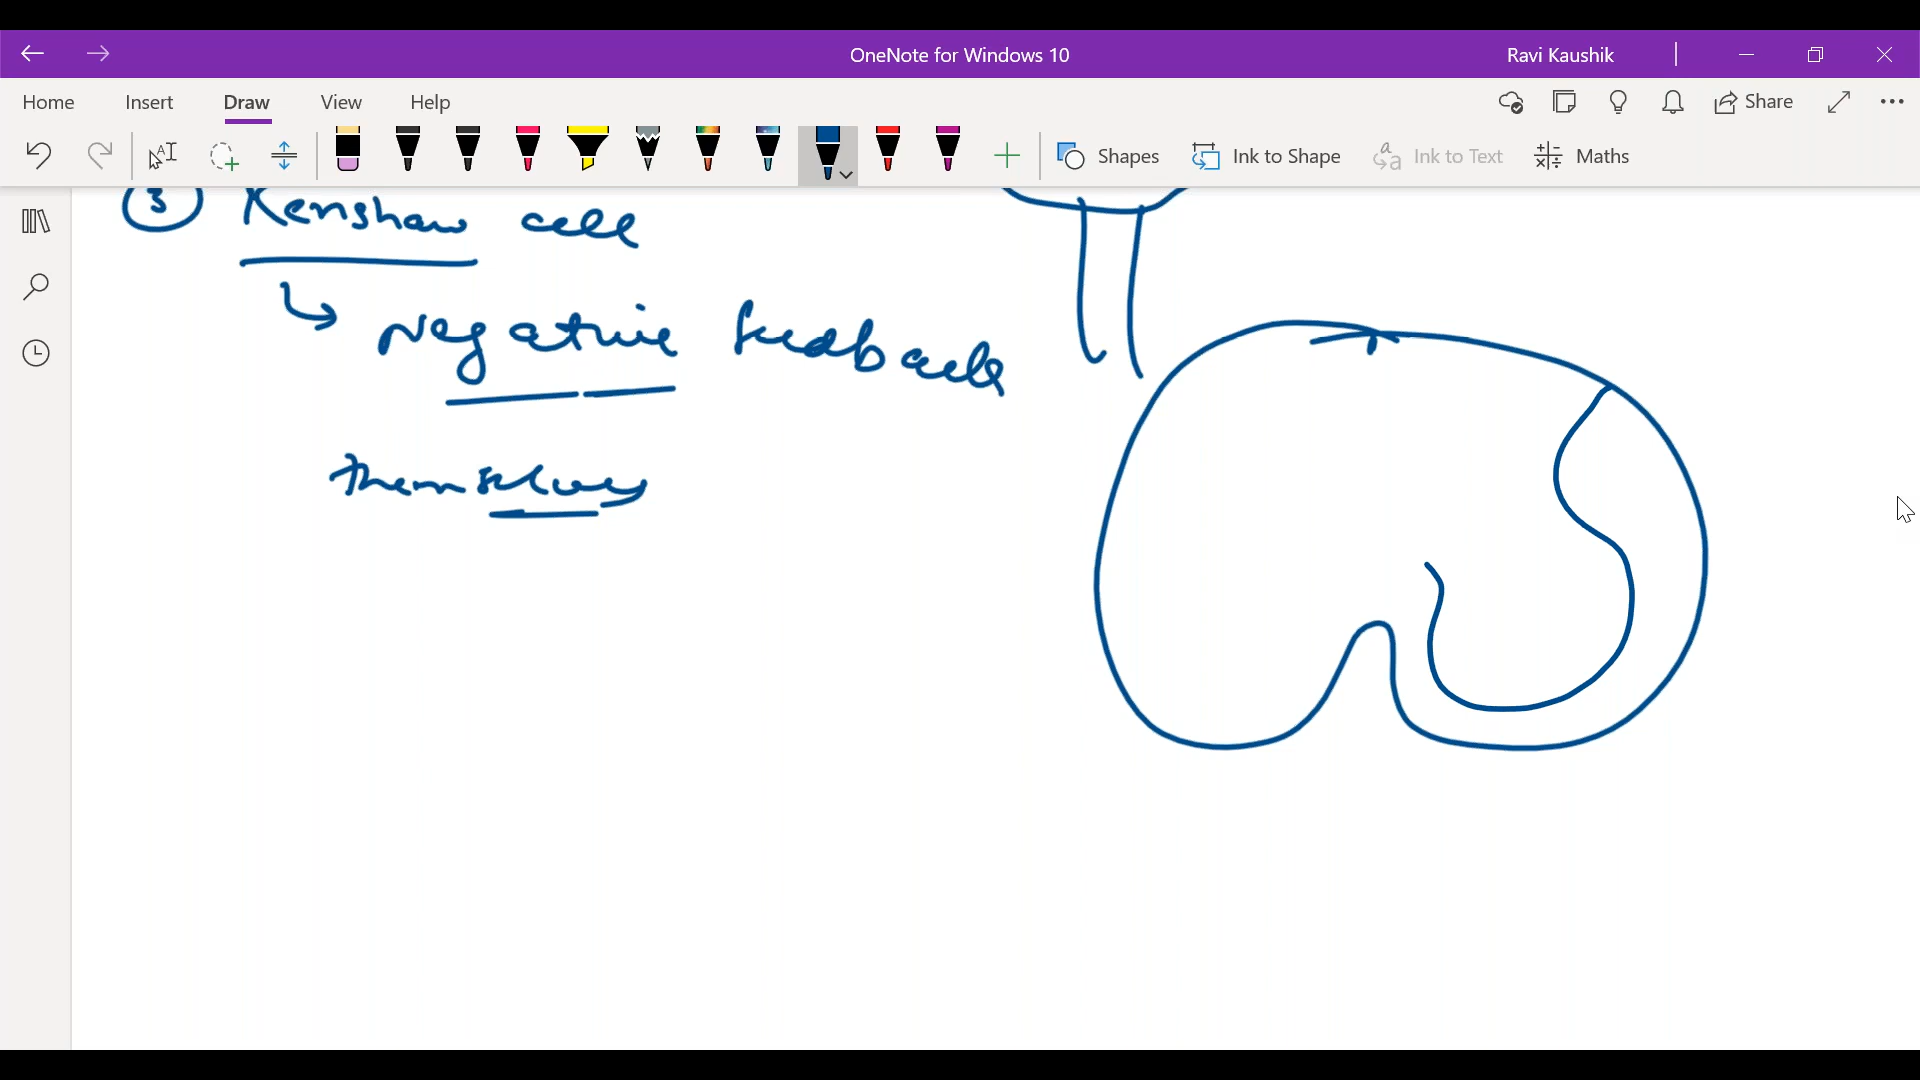 OneNote for Windows 10 Ravi Kaushik
Home Insert Draw View Help Share
Shapes Ink to Shape Ink to Text Maths
3 Renshaw cell
Negative feedback
themselves